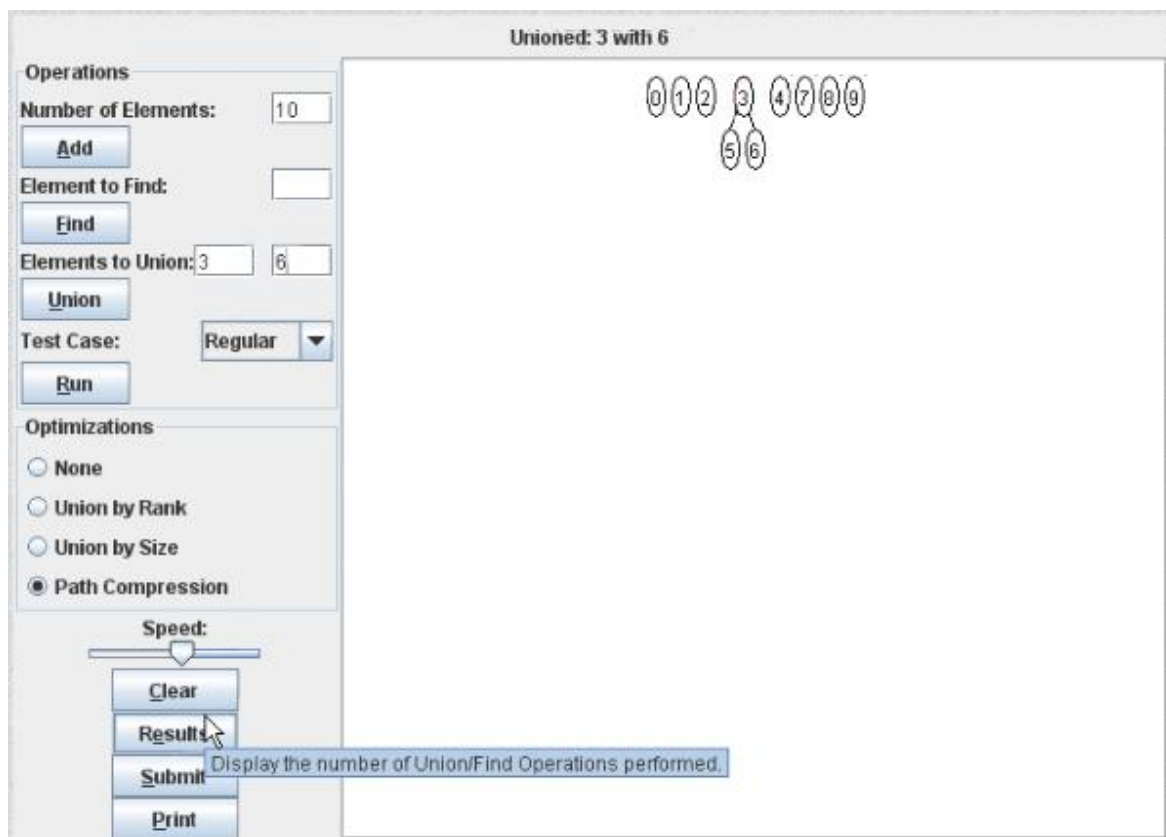 Unioned: 3 with 6
Operations
Number of Elements: 10
Add
Element to Find:
Find
Elements to Union: 3 6
Union
Test Case: Regular
Run
Optimizations
None
Union by Rank
Union by Size
Path Compression
Speed:
Clear
Results
Display the number of Union/Find Operations performed.
Submit
Print
0 1 2 3 4 7 8 9
5 6